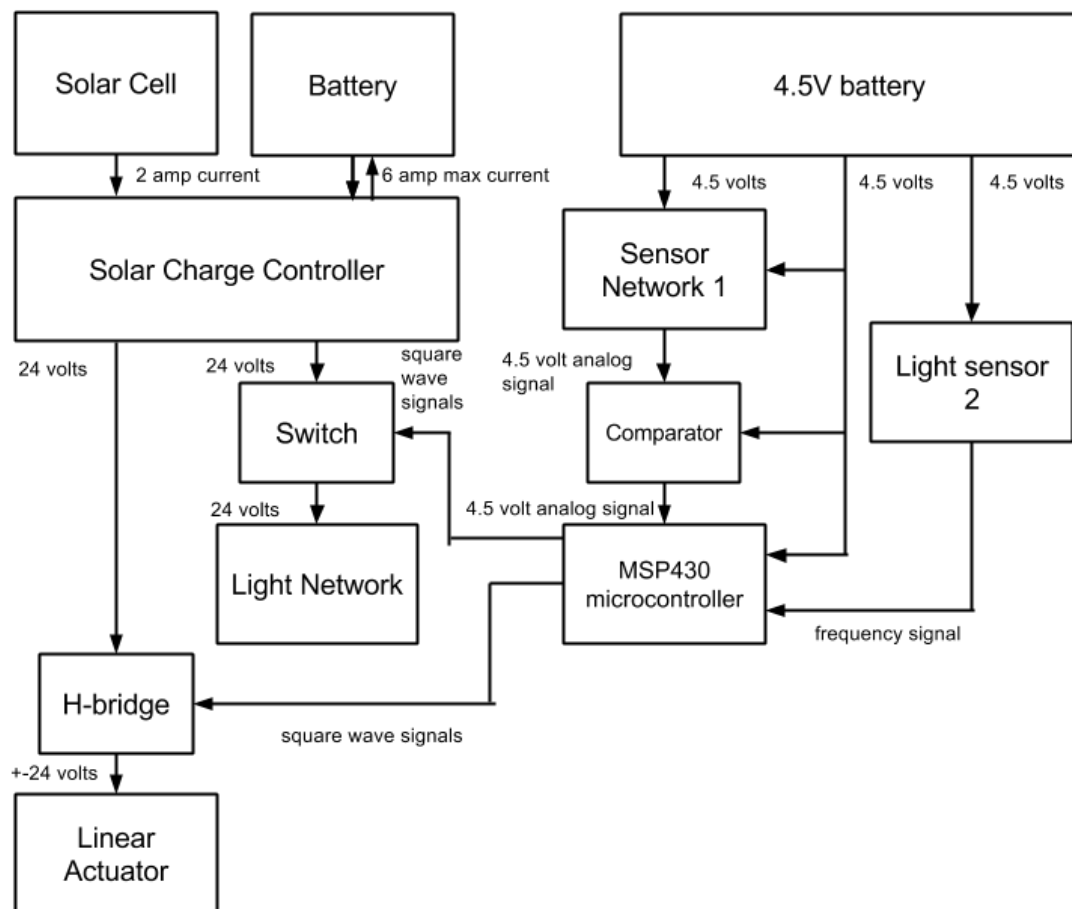 Solar Cell
Battery
4.5V battery
2 amp current
6 amp max current
4.5 volts
4.5 volts
4.5 volts
Solar Charge Controller
Sensor
Network 1
24 volts
24 volts
square
wave
signals
4.5 volt analog
signal
Light sensor
2
Switch
Comparator
24 volts
4.5 volt analog signal
Light Network
MSP430
microcontroller
frequency signal
H-bridge
square wave signals
+-24 volts
Linear
Actuator